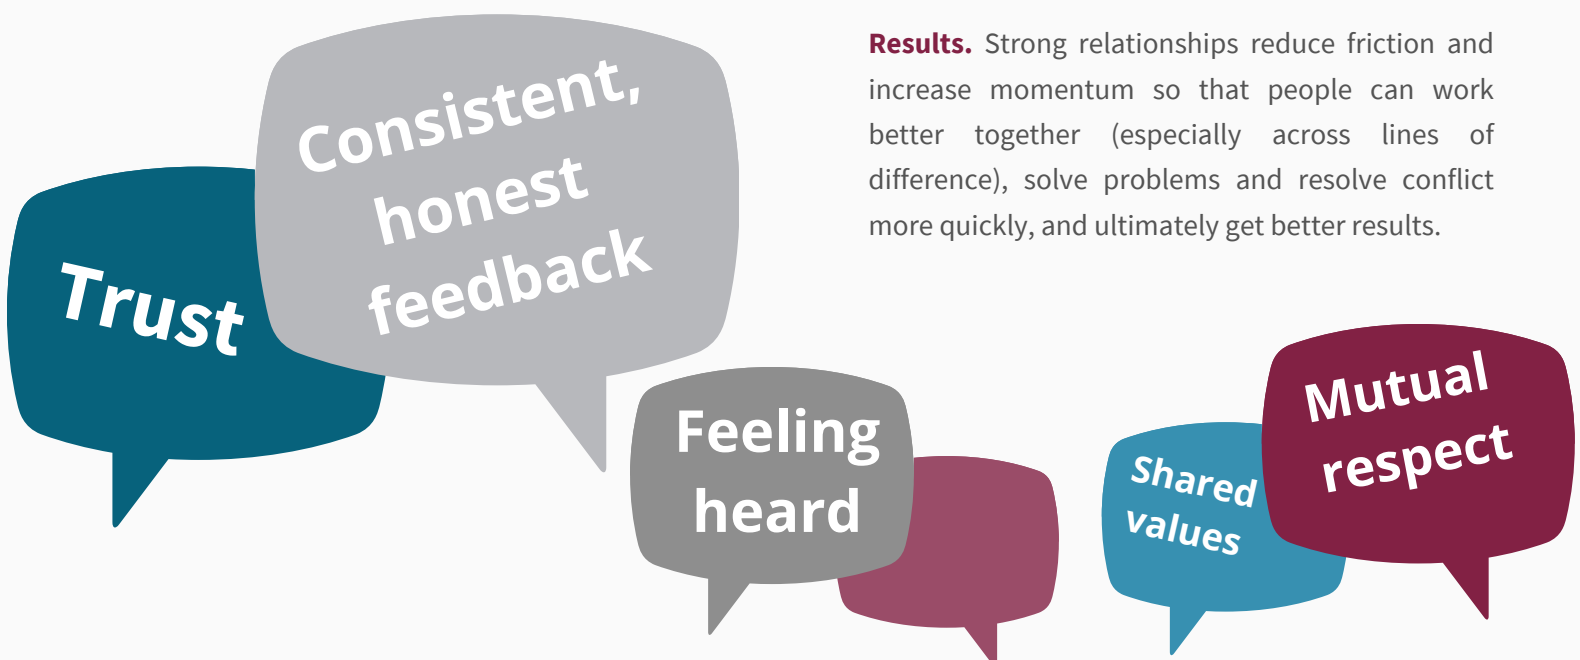 Consistent,
honest
feedback
Trust
Results. Strong relationships reduce friction and
increase momentum so that people can work
better together (especially across lines of
difference), solve problems and resolve conflict
more quickly, and ultimately get better results.
Feeling
heard
Shared
values
Mutual
respect